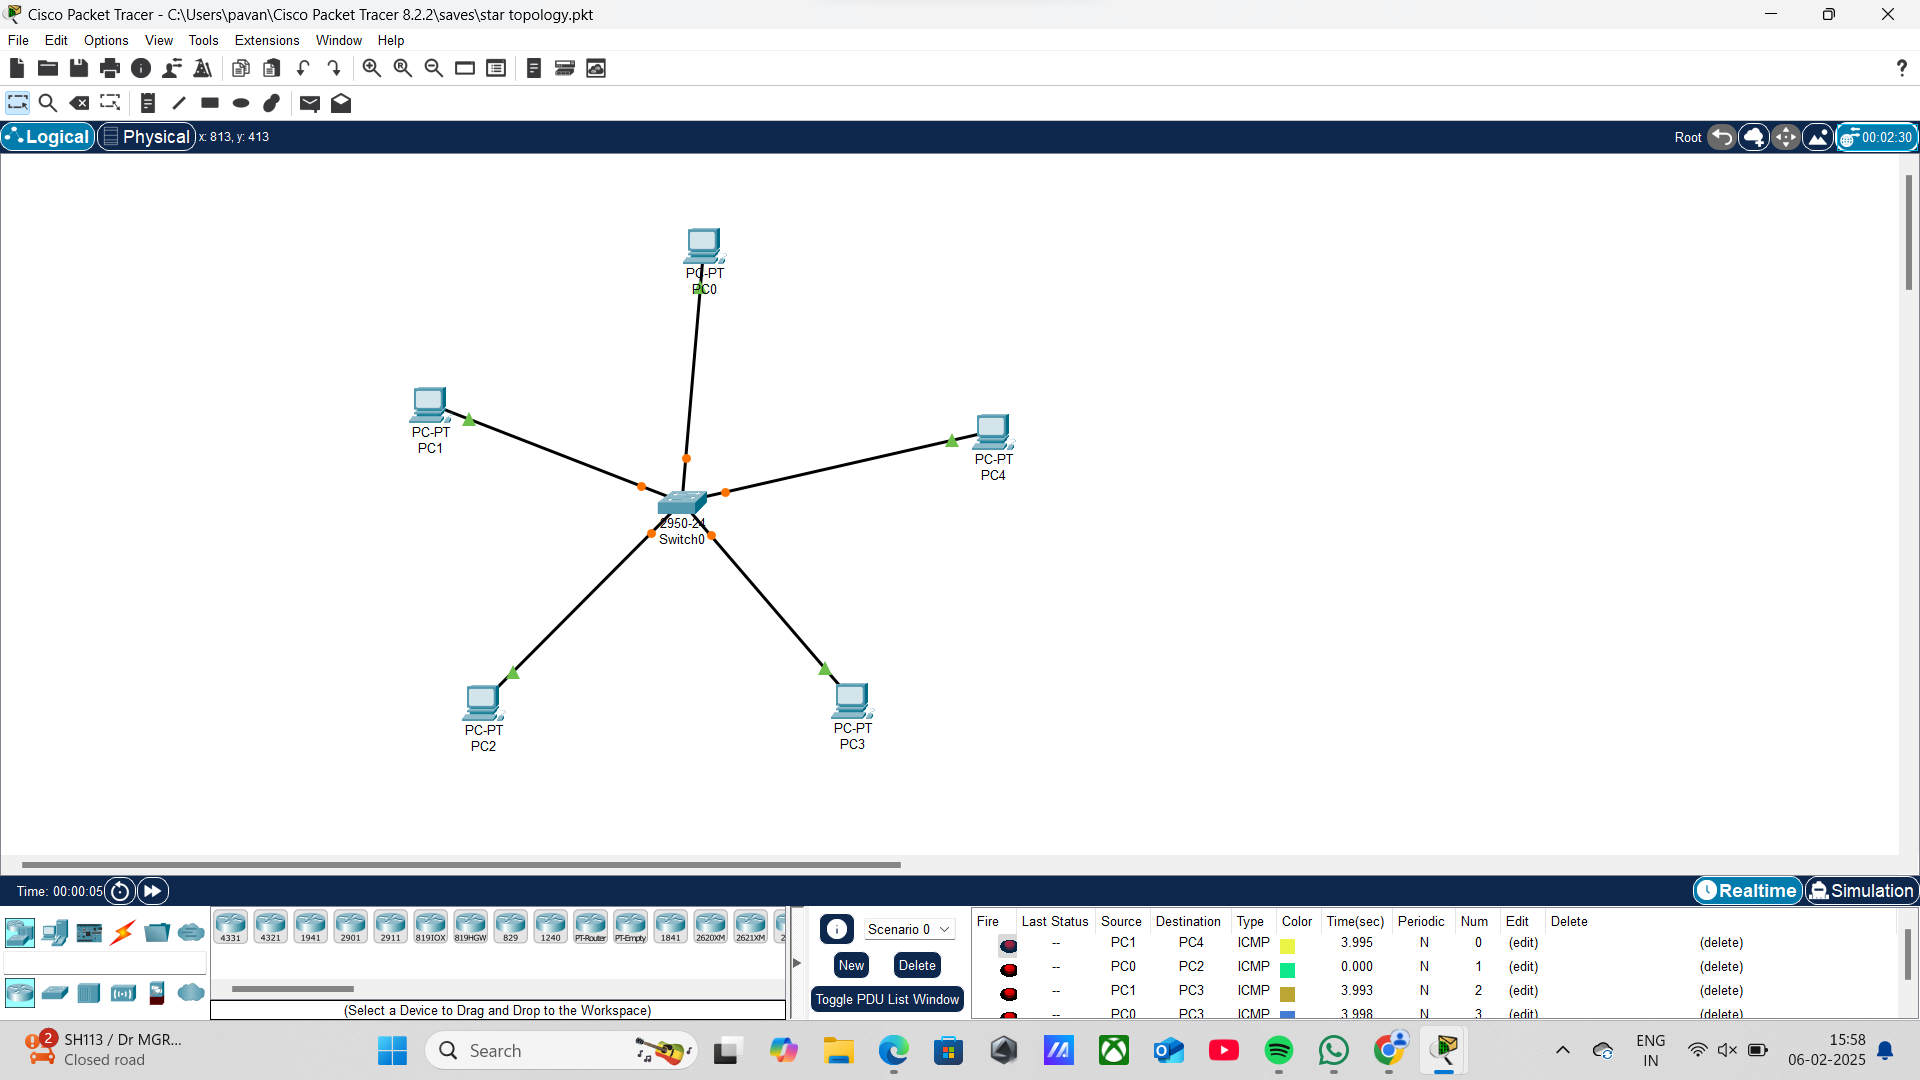 Cisco Packet Tracer - C:\Users\pavan\Cisco Packet Tracer 8.2.2\saves\star topology.pkt
File Edit Options View Tools Extensions Window Help
?
Logical Physical x: 813, y: 413 Root 00:02:30
PC-PT
PC0
PC-PT
PC1
PC-PT
PC4
2950-24
Switch0
PC-PT
PC2
PC-PT
PC3
Time: 00:00:05 Realtime Simulation
4331 4321 1941 2901 2911 819IOX 819HGW 829 1240 PT-Router PT-Empty 1841 2620XM 2621XM 2
(Select a Device to Drag and Drop to the Workspace)
Scenario 0
New Delete
Toggle PDU List Window
Fire Last Status Source Destination Type Color Time(sec) Periodic Num Edit Delete
-- PC1 PC4 ICMP 3.995 N 0 (edit) (delete)
-- PC0 PC2 ICMP 0.000 N 1 (edit) (delete)
-- PC1 PC3 ICMP 3.993 N 2 (edit) (delete)
-- PC0 PC3 ICMP 3.998 N 3 (edit) (delete)
2 SH113 / Dr MGR...
Closed road
Search
ENG
IN
15:58
06-02-2025